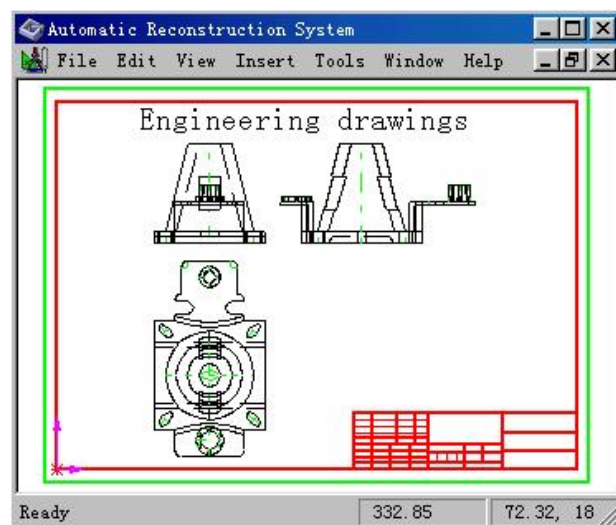 Automatic Reconstruction System
File Edit View Insert Tools Window Help
Engineering drawings
Ready 332.85 72.32, 18